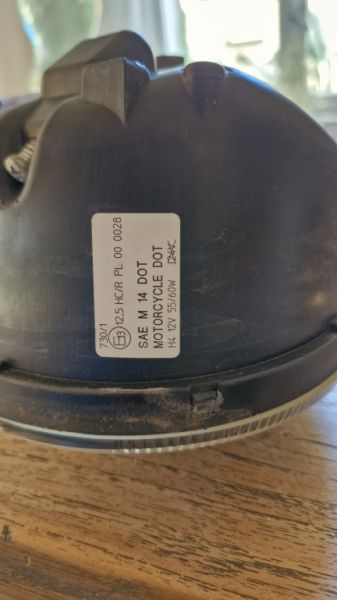 730/1
12,5 HC/R PL 00 0028
SAE M 14 DOT
MOTORCYCLE DOT
H4 12V 55/60W